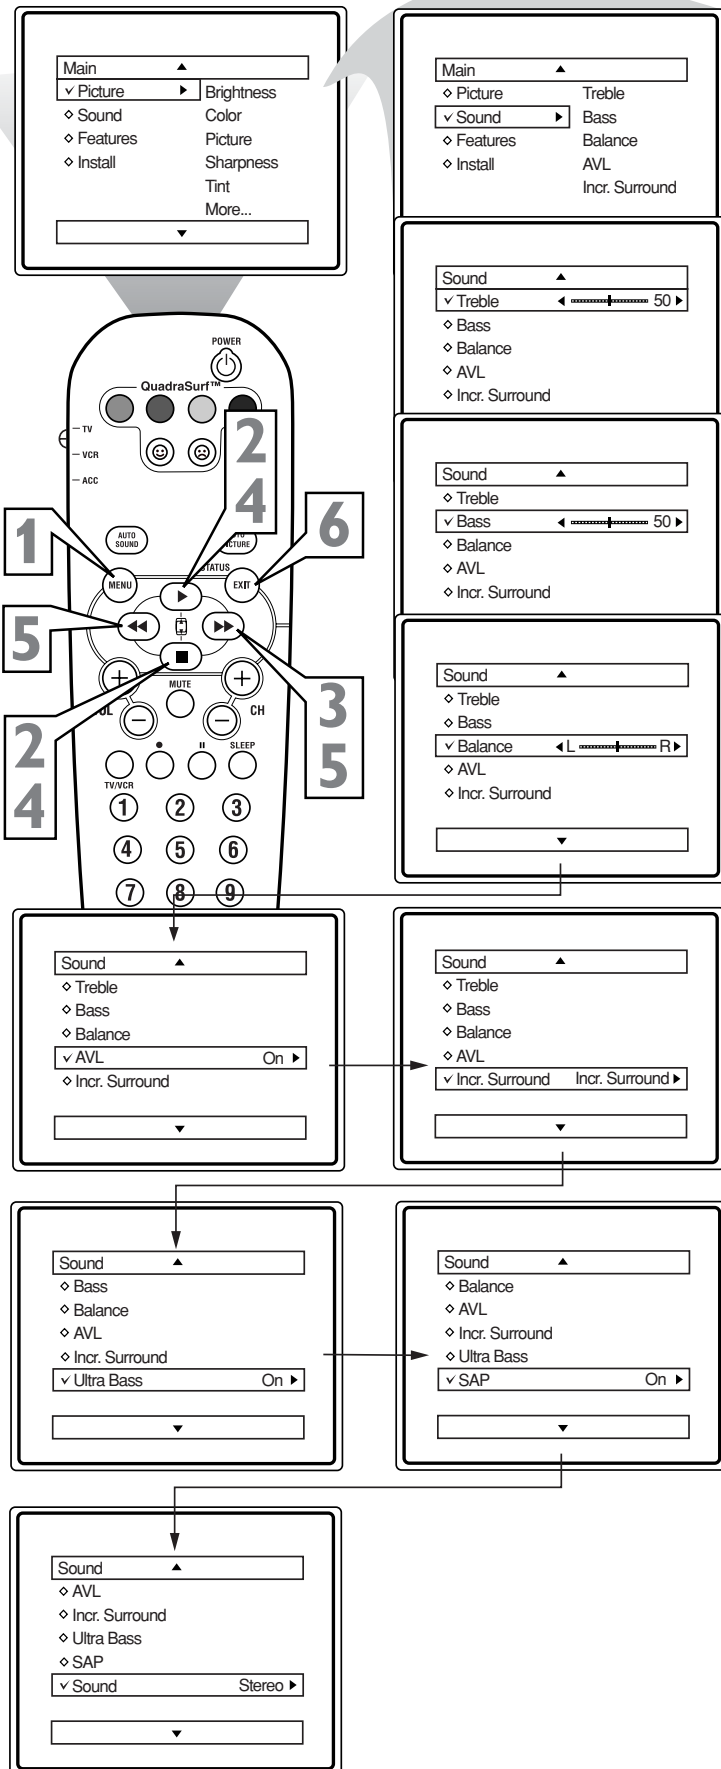 Main
Picture
Brightness
Sound
Color
Features
Picture
Install
Sharpness
Tint
More...
Main
Picture
Treble
Sound
Bass
Features
Balance
Install
AVL
Incr. Surround
Sound
Treble 50
Bass
Balance
AVL
Incr. Surround
Sound
Treble
Bass 50
Balance
AVL
Incr. Surround
Sound
Treble
Bass
Balance L R
AVL
Incr. Surround
POWER
QuadraSurf™
TV
VCR
ACC
AUTO
SOUND
STATUS
MENU
EXIT
MUTE
CH
SLEEP
TV/VCR
1 2 3
4 5 6
7 8 9
1
2
4
6
5
2
4
3
5
Sound
Treble
Bass
Balance
AVL On
Incr. Surround
Sound
Treble
Bass
Balance
AVL
Incr. Surround Incr. Surround
Sound
Bass
Balance
AVL
Incr. Surround
Ultra Bass On
Sound
Balance
AVL
Incr. Surround
Ultra Bass
SAP On
Sound
AVL
Incr. Surround
Ultra Bass
SAP
Sound Stereo